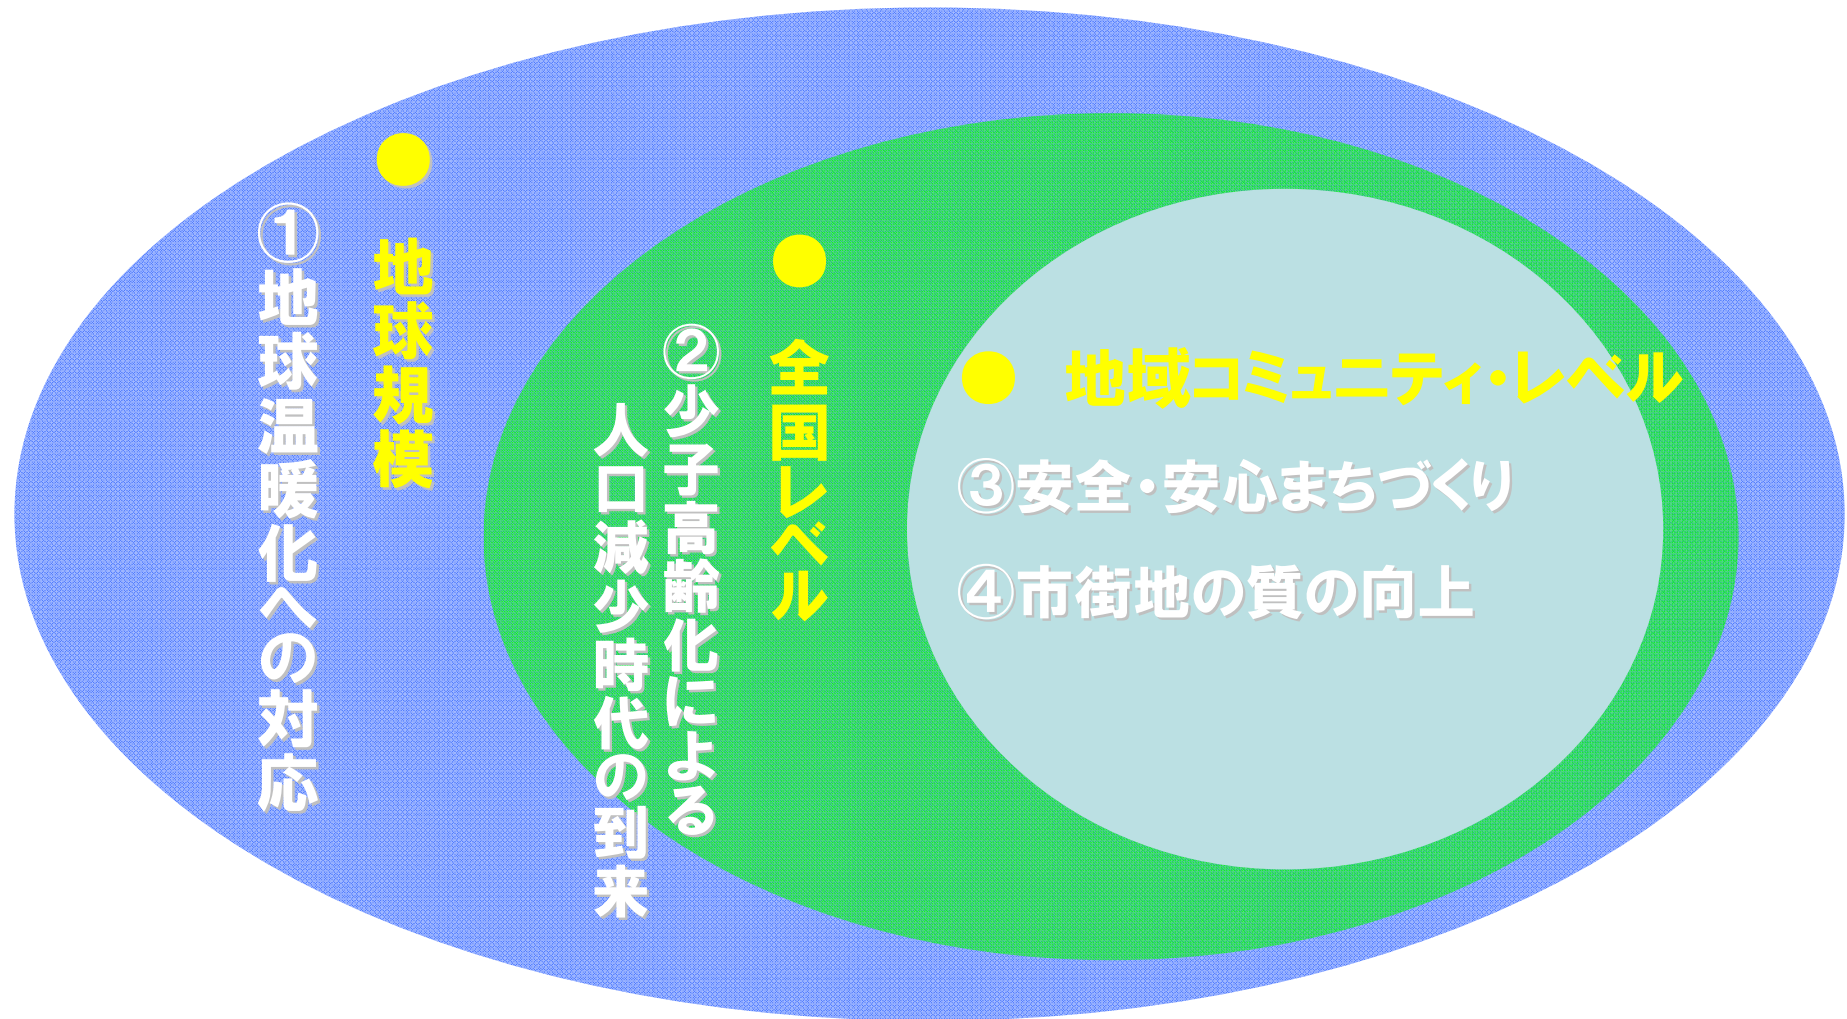 ● 地球規模
①地球温暖化への対応
● 全国レベル
②少子高齢化による
人口減少時代の到来
● 地域コミュニティ・レベル
③安全・安心まちづくり
④市街地の質の向上